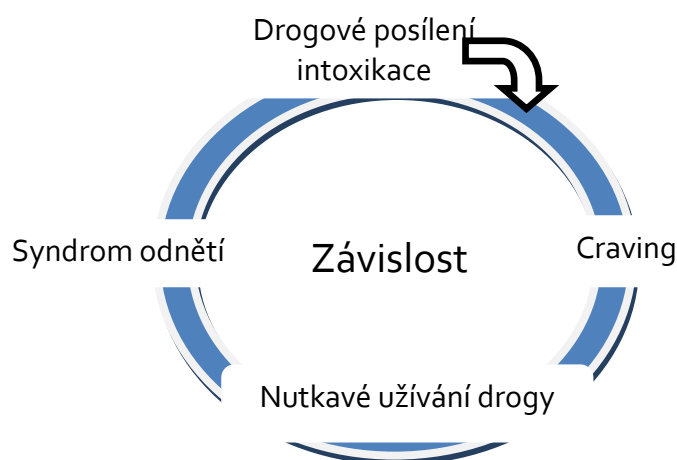 Drogové posílení
intoxikace
Syndrom odnětí
Závislost
Craving
Nutkavé užívání drogy